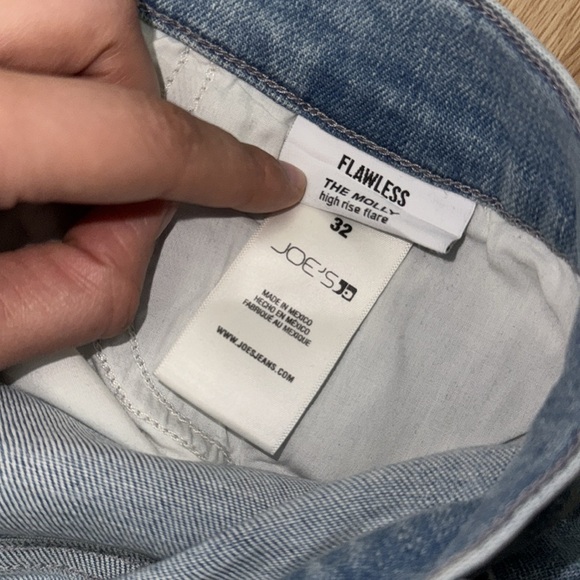 FLAWLESS
THE MOLLY
high rise flare
32
JOE'S
MADE IN MEXICO
HECHO EN MÉXICO
FABRIQUÉ AU MEXIQUE
WWW.JOESJEANS.COM